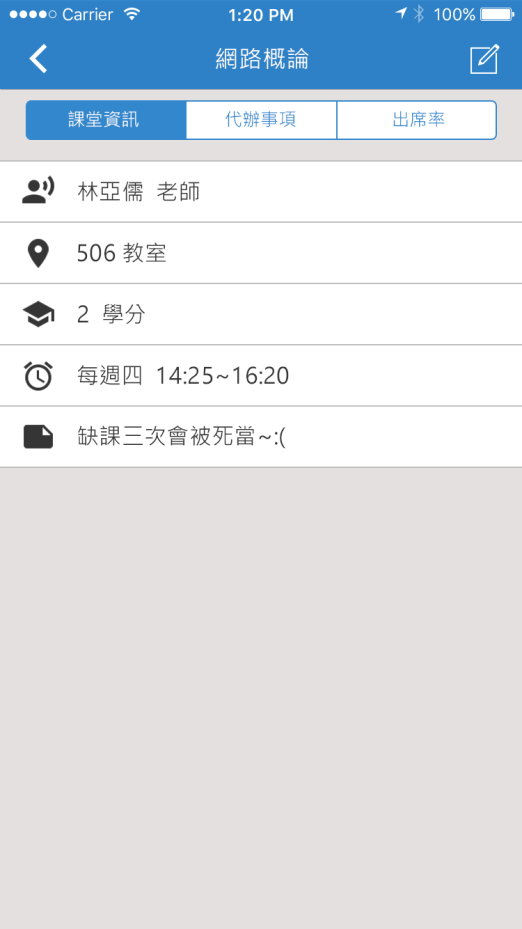 Carrier 1:20 PM 100%
網路概論
課堂資訊 代辦事項 出席率
林亞儒 老師
506 教室
2 學分
每週四 14:25~16:20
缺課三次會被死當~:(